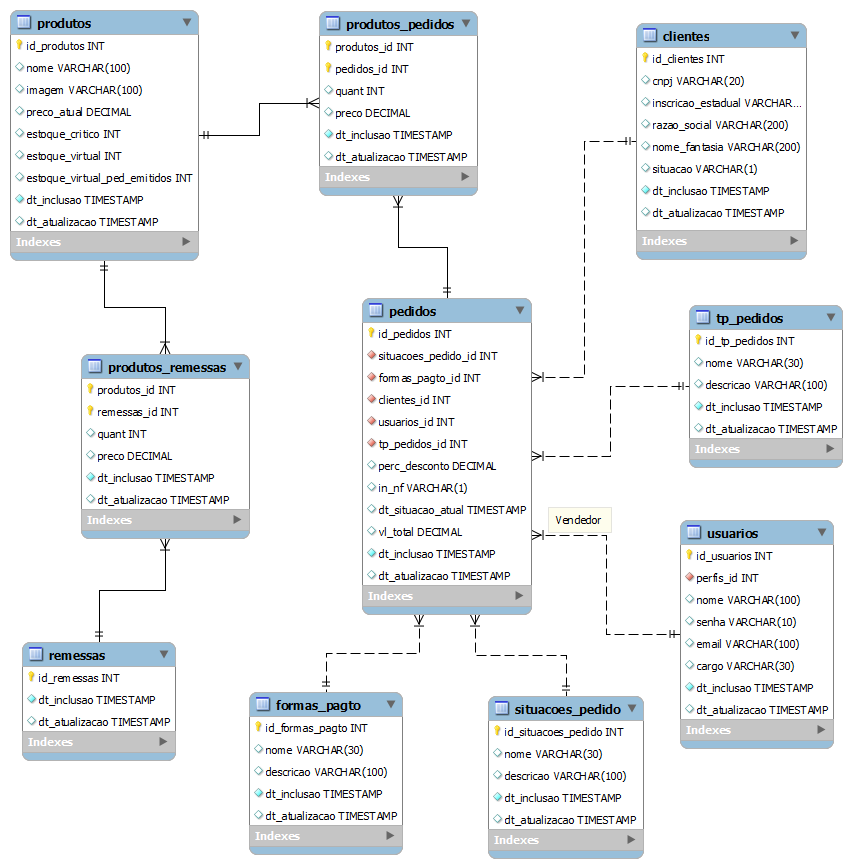 produtos
id_produtos INT
nome VARCHAR(100)
imagem VARCHAR(100)
preco_atual DECIMAL
estoque_critico INT
estoque_virtual INT
estoque_virtual_ped_emitidos INT
dt_inclusao TIMESTAMP
dt_atualizacao TIMESTAMP
Indexes
produtos_pedidos
produtos_id INT
pedidos_id INT
quant INT
preco DECIMAL
dt_inclusao TIMESTAMP
dt_atualizacao TIMESTAMP
Indexes
clientes
id_clientes INT
cnpj VARCHAR(20)
inscricao_estadual VARCHAR...
razao_social VARCHAR(200)
nome_fantasia VARCHAR(200)
situacao VARCHAR(1)
dt_inclusao TIMESTAMP
dt_atualizacao TIMESTAMP
Indexes
produtos_remessas
produtos_id INT
remessas_id INT
quant INT
preco DECIMAL
dt_inclusao TIMESTAMP
dt_atualizacao TIMESTAMP
Indexes
pedidos
id_pedidos INT
situacoes_pedido_id INT
formas_pagto_id INT
clientes_id INT
usuarios_id INT
tp_pedidos_id INT
perc_desconto DECIMAL
in_nf VARCHAR(1)
dt_situacao_atual TIMESTAMP
vl_total DECIMAL
dt_inclusao TIMESTAMP
dt_atualizacao TIMESTAMP
Indexes
tp_pedidos
id_tp_pedidos INT
nome VARCHAR(30)
descricao VARCHAR(100)
dt_inclusao TIMESTAMP
dt_atualizacao TIMESTAMP
Indexes
Vendedor
usuarios
id_usuarios INT
perfis_id INT
nome VARCHAR(100)
senha VARCHAR(10)
email VARCHAR(100)
cargo VARCHAR(30)
dt_inclusao TIMESTAMP
dt_atualizacao TIMESTAMP
Indexes
remessas
id_remessas INT
dt_inclusao TIMESTAMP
dt_atualizacao TIMESTAMP
Indexes
formas_pagto
id_formas_pagto INT
nome VARCHAR(30)
descricao VARCHAR(100)
dt_inclusao TIMESTAMP
dt_atualizacao TIMESTAMP
Indexes
situacoes_pedido
id_situacoes_pedido INT
nome VARCHAR(30)
descricao VARCHAR(100)
dt_inclusao TIMESTAMP
dt_atualizacao TIMESTAMP
Indexes